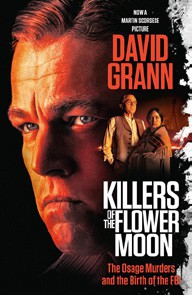 NOW A
MARTIN SCORSESE
PICTURE
DAVID
GRANN
KILLERS
OF THE FLOWER
MOON
The Osage Murders
and the Birth of the FBI